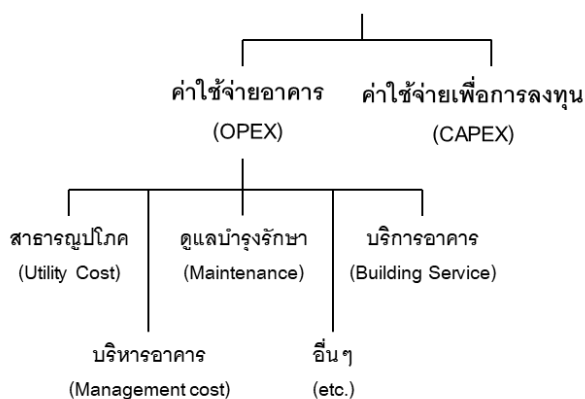 ค่าใช้จ่ายอาคาร
(OPEX)
ค่าใช้จ่ายเพื่อการลงทุน
(CAPEX)
สาธารณูปโภค
(Utility Cost)
ดูแลบำรุงรักษา
(Maintenance)
บริการอาคาร
(Building Service)
บริหารอาคาร
(Management cost)
อื่นๆ
(etc.)